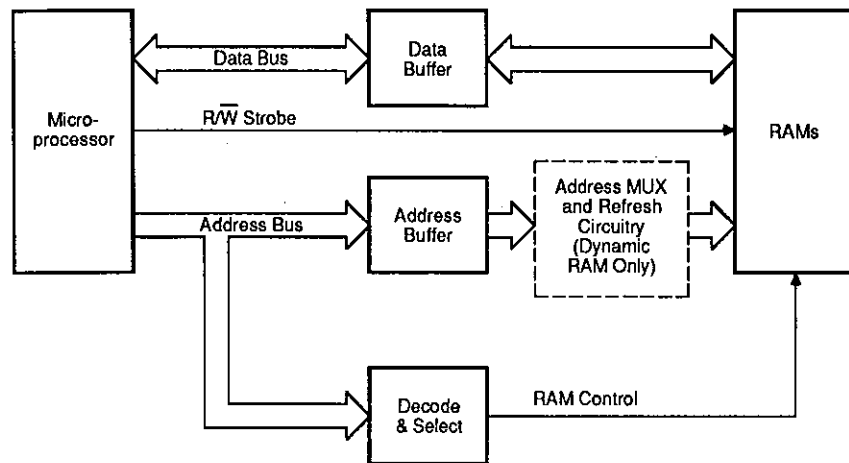 Micro-
processor
Data Bus
Data
Buffer
R/W̅ Strobe
RAMs
Address Bus
Address
Buffer
Address MUX
and Refresh
Circuitry
(Dynamic
RAM Only)
Decode
& Select
RAM Control